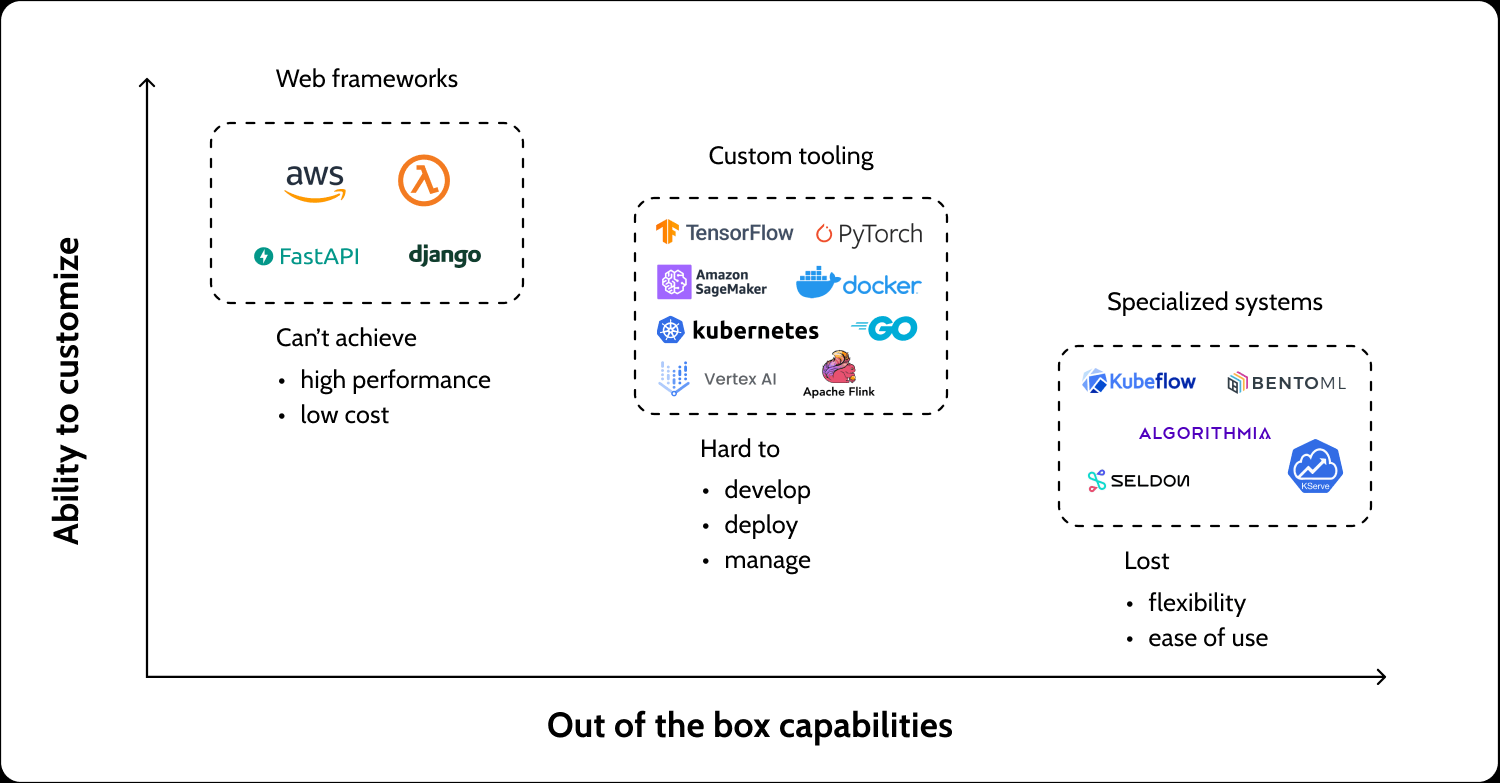 Web frameworks
aws
λ
FastAPI
django
Can't achieve
• high performance
• low cost
Custom tooling
TensorFlow
PyTorch
Amazon
SageMaker
docker
kubernetes
GO
Vertex AI
Apache Flink
Hard to
• develop
• deploy
• manage
Specialized systems
Kubeflow
BENTOML
ALGORITHMIA
SELDON
KServe
Lost
• flexibility
• ease of use
Ability to customize
Out of the box capabilities